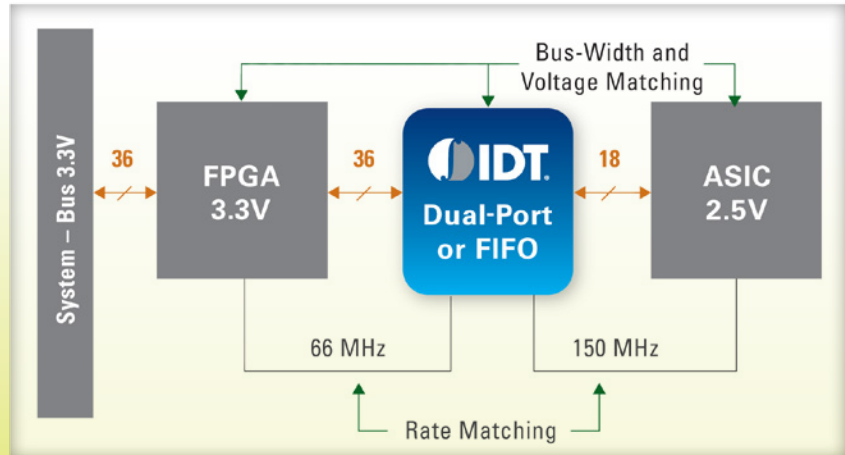 Bus-Width and
Voltage Matching
System – Bus 3.3V
36
FPGA
3.3V
36
IDT®
Dual-Port
or FIFO
18
ASIC
2.5V
66 MHz
150 MHz
Rate Matching